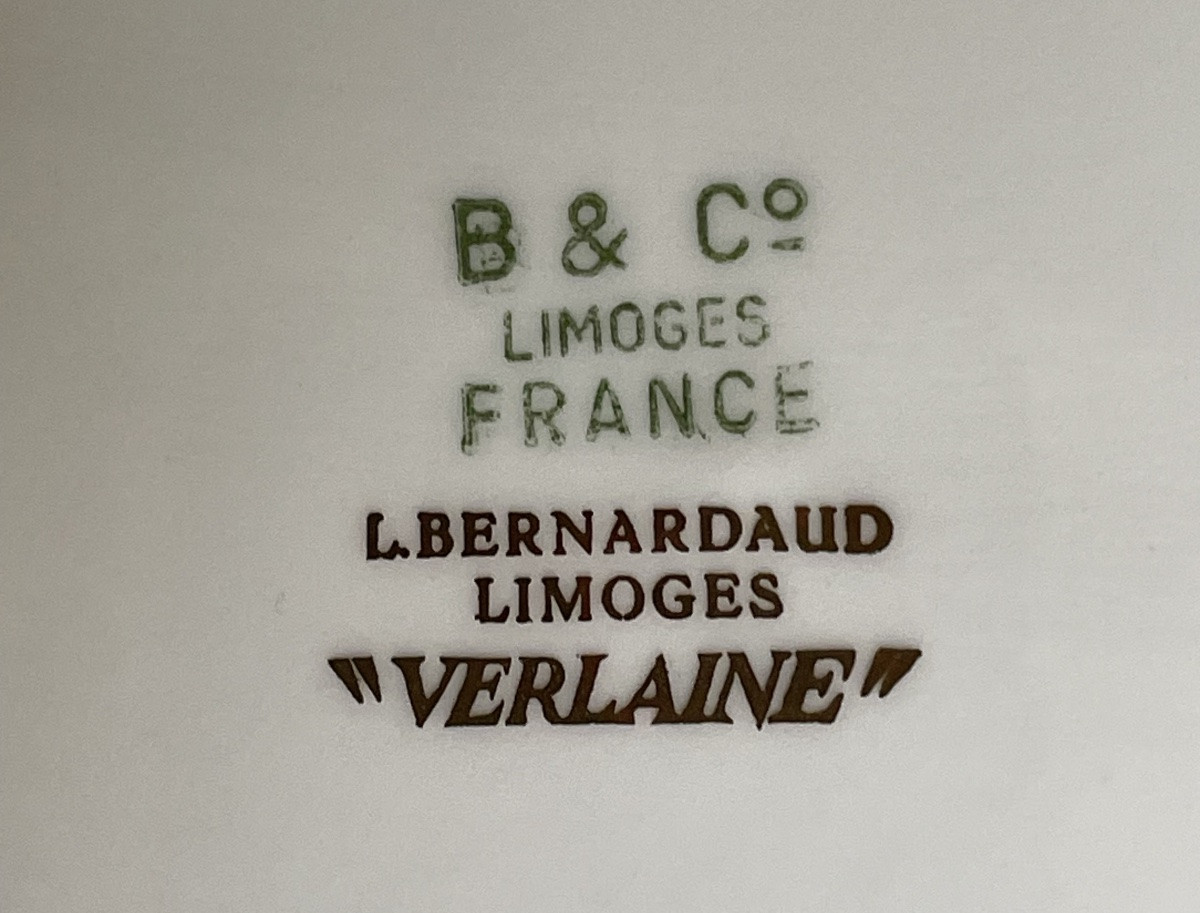 B & Cº
LIMOGES
FRANCE
L.BERNARDAUD
LIMOGES
"VERLAINE"